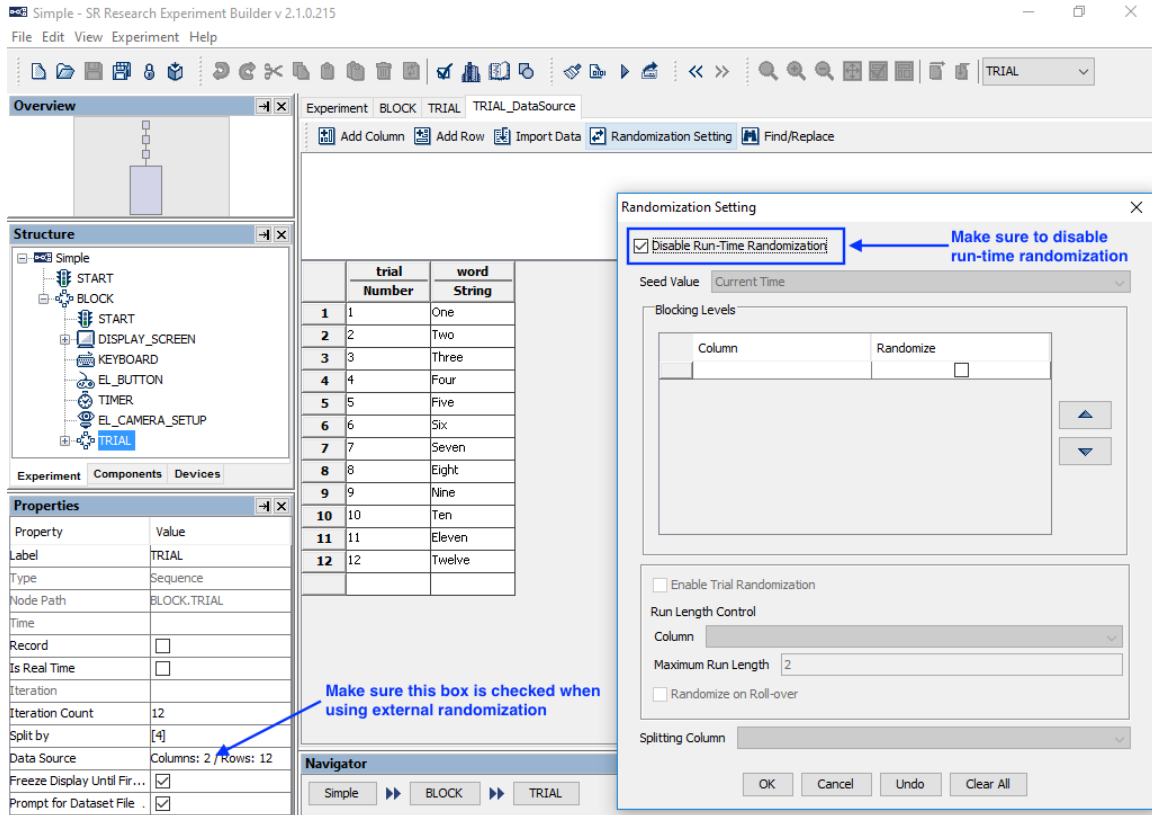 Simple - SR Research Experiment Builder v 2.1.0.215
File Edit View Experiment Help
TRIAL
Overview
Experiment BLOCK TRIAL TRIAL_DataSource
Add Column Add Row Import Data Randomization Setting Find/Replace
Structure
Simple
START
BLOCK
START
DISPLAY_SCREEN
KEYBOARD
EL_BUTTON
TIMER
EL_CAMERA_SETUP
TRIAL
Experiment Components Devices
Properties
Property Value
Label TRIAL
Type Sequence
Node Path BLOCK.TRIAL
Time
Record
Is Real Time
Iteration
Iteration Count 12
Split by [4]
Data Source Columns: 2 / Rows: 12
Freeze Display Until Fir...
Prompt for Dataset File .
trial word
Number String
1 1 One
2 2 Two
3 3 Three
4 4 Four
5 5 Five
6 6 Six
7 7 Seven
8 8 Eight
9 9 Nine
10 10 Ten
11 11 Eleven
12 12 Twelve
Make sure this box is checked when
using external randomization
Navigator
Simple BLOCK TRIAL
Randomization Setting
Disable Run-Time Randomization
Make sure to disable
run-time randomization
Seed Value Current Time
Blocking Levels
Column Randomize
Enable Trial Randomization
Run Length Control
Column
Maximum Run Length 2
Randomize on Roll-over
Splitting Column
OK Cancel Undo Clear All